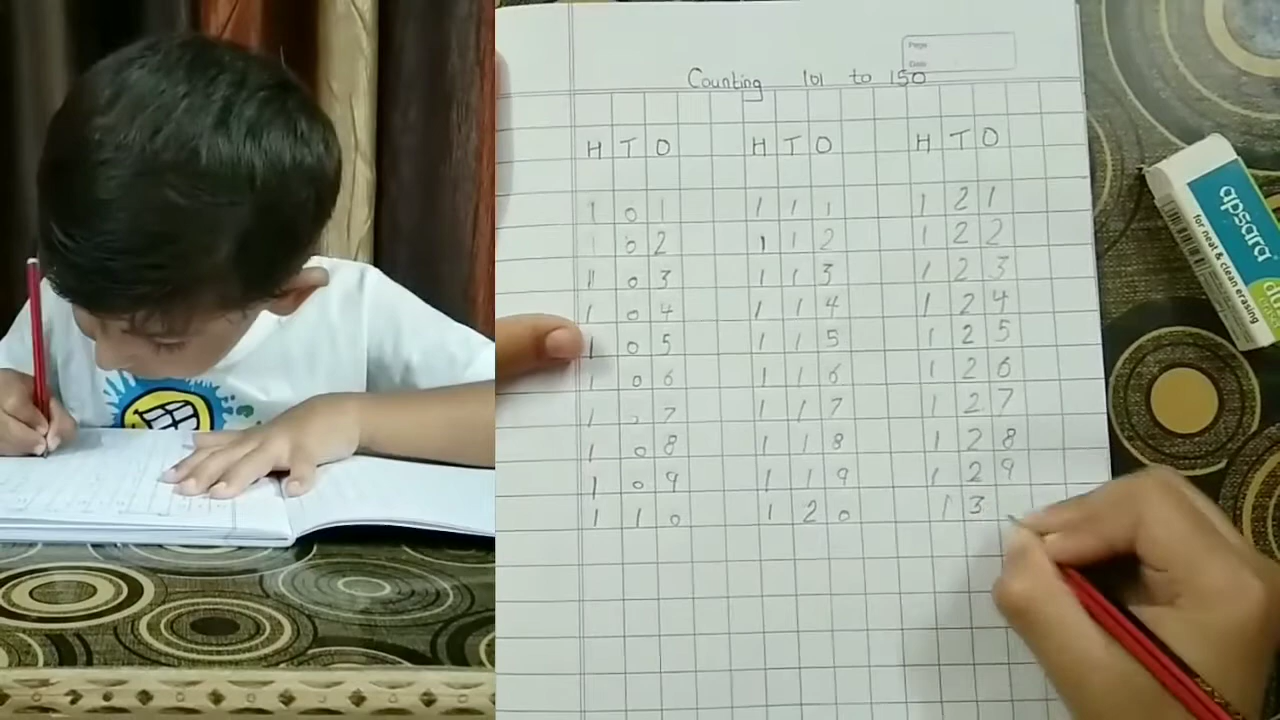 Page
Date
Counting 101 to 150
H T O H T O H T O
1 0 1 1 1 1 1 2 1
1 0 2 1 1 2 1 2 2
1 0 3 1 1 3 1 2 3
1 0 4 1 1 4 1 2 4
1 0 5 1 1 5 1 2 5
1 0 6 1 1 6 1 2 6
1 0 7 1 1 7 1 2 7
1 0 8 1 1 8 1 2 8
1 0 9 1 1 9 1 2 9
1 1 0 1 2 0 1 3
apsara
for neat & clean erasing